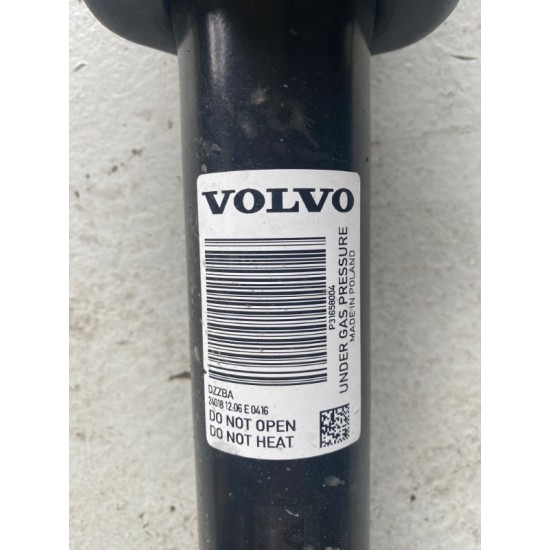 VOLVO
P31658004
UNDER GAS PRESSURE
MADE IN POLAND
DZZBA
24018 12:06 E 0416
DO NOT OPEN
DO NOT HEAT